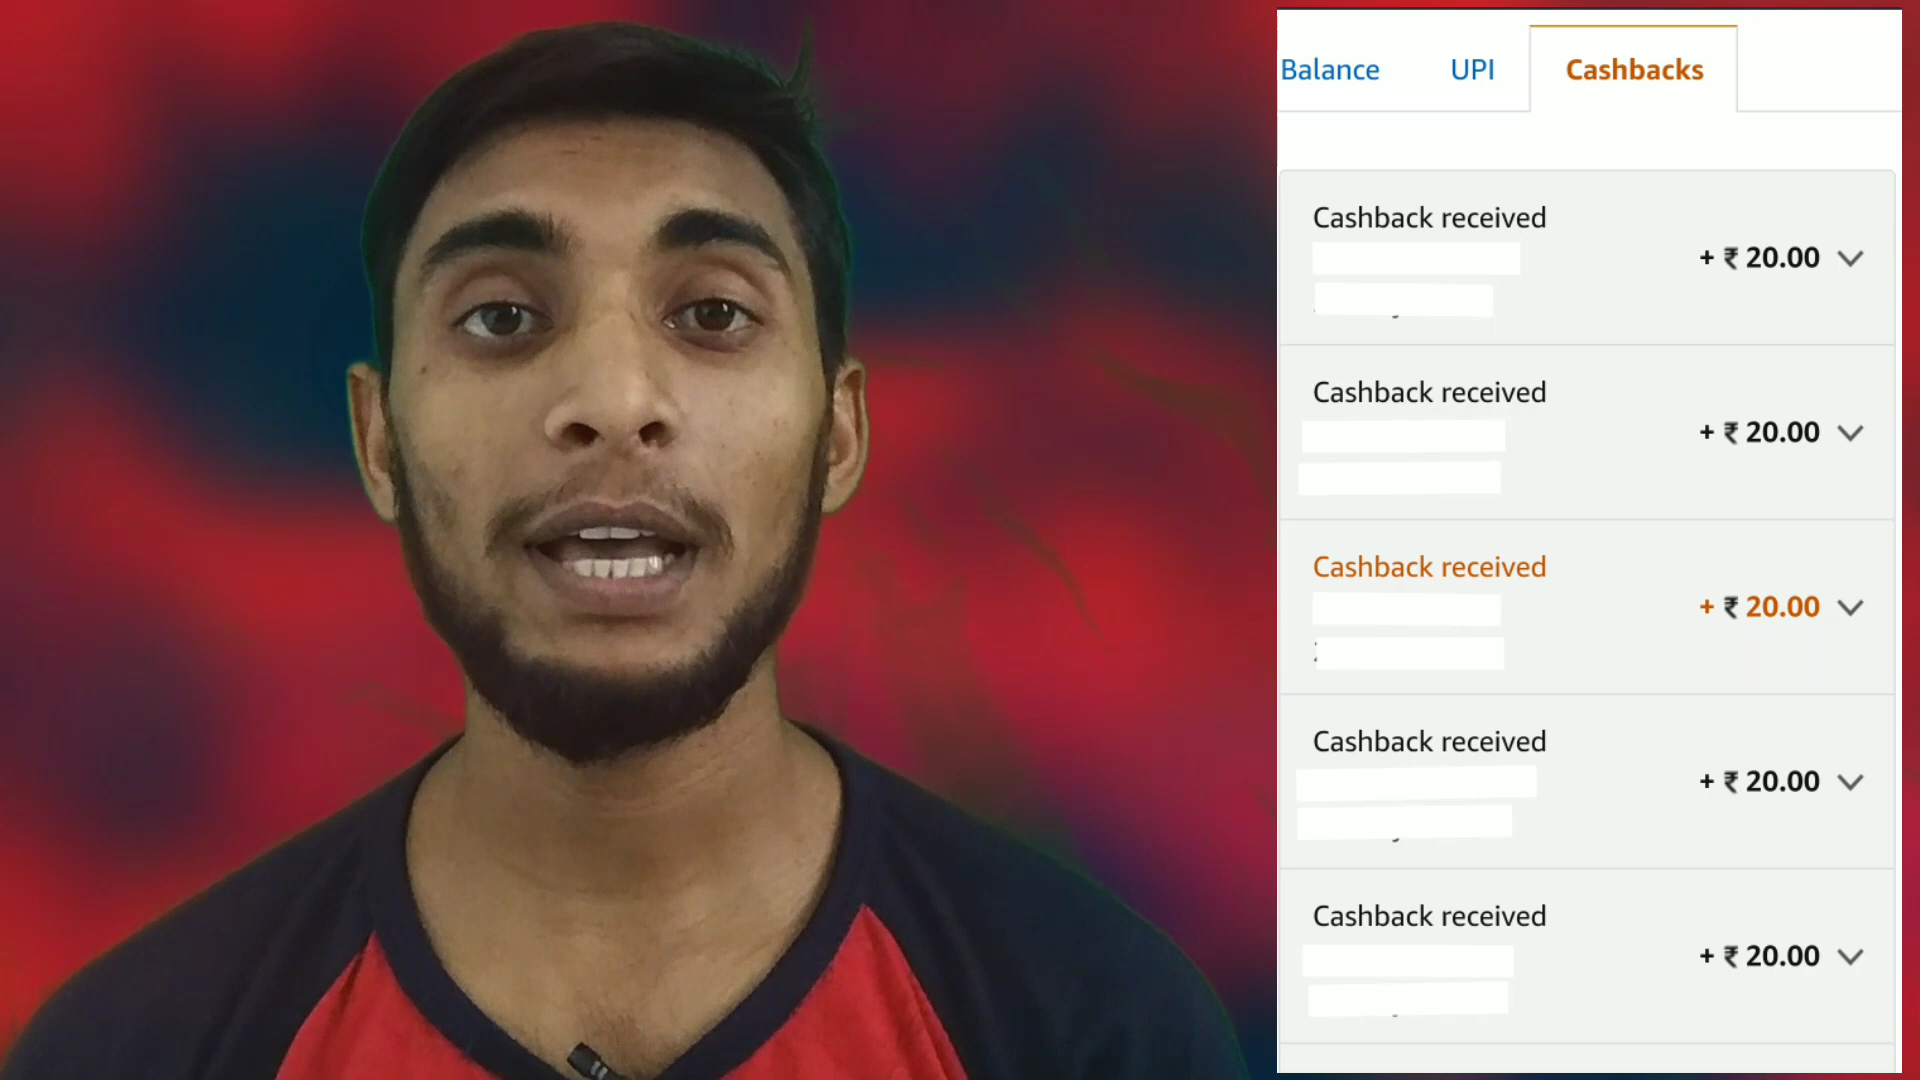 Balance UPI Cashbacks
Cashback received
+ ₹ 20.00
Cashback received
+ ₹ 20.00
Cashback received
+ ₹ 20.00
Cashback received
+ ₹ 20.00
Cashback received
+ ₹ 20.00